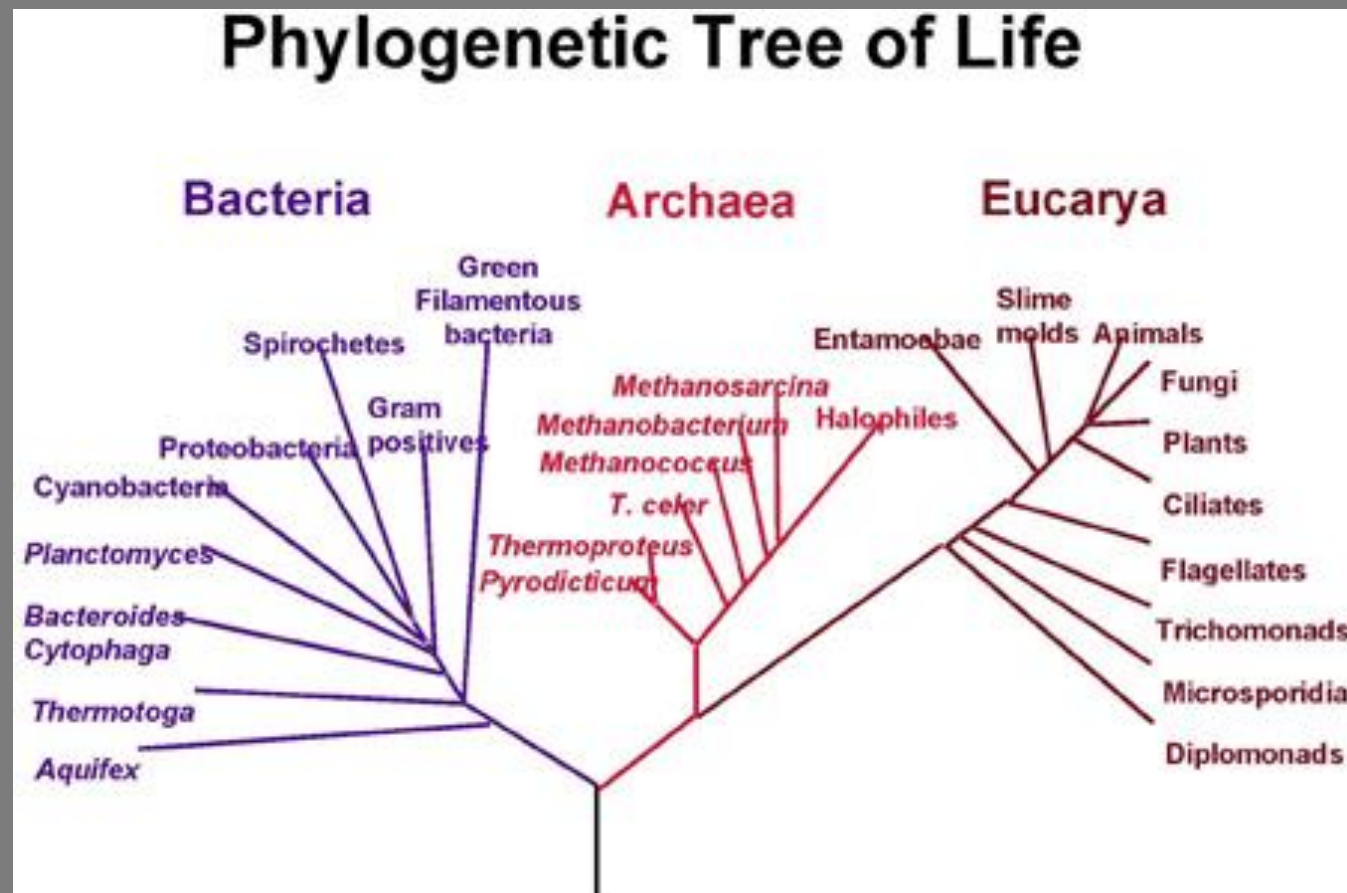 Phylogenetic Tree of Life
Bacteria
Archaea
Eucarya
Green
Filamentous
bacteria
Spirochetes
Gram
positives
Proteobacteria
Cyanobacteria
Planctomyces
Bacteroides
Cytophaga
Thermotoga
Aquifex
Methanosarcina
Methanobacterium
Halophiles
Methanococcus
T. celer
Thermoproteus
Pyrodicticum
Entamoebae
Slime
molds
Animals
Fungi
Plants
Ciliates
Flagellates
Trichomonads
Microsporidia
Diplomonads